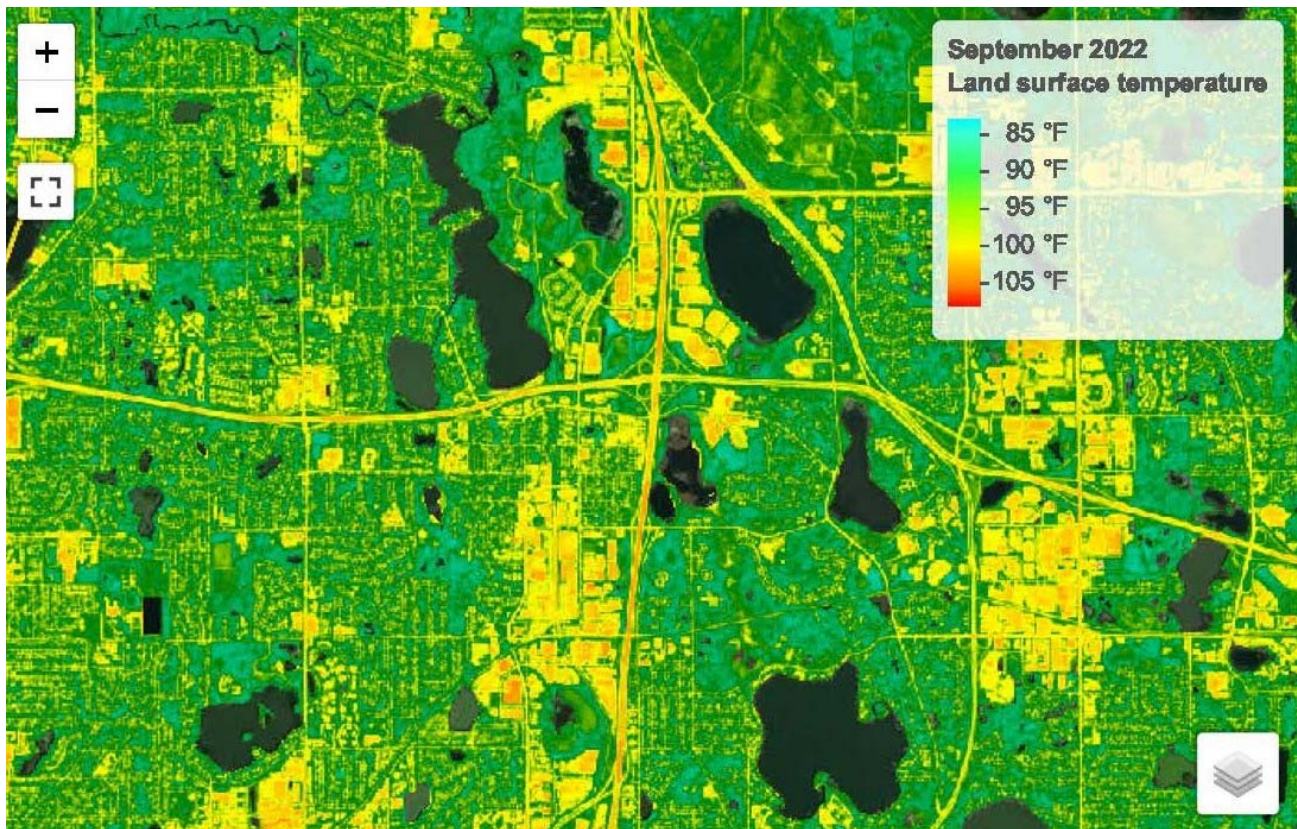 +
−
September 2022
Land surface temperature
85 °F
90 °F
95 °F
100 °F
105 °F